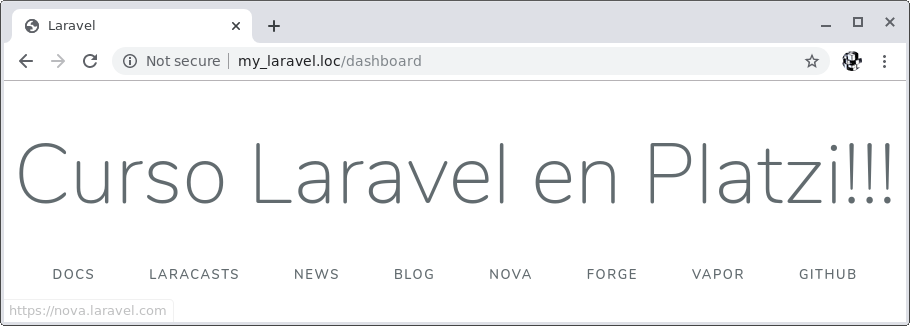 Laravel
Not secure my_laravel.loc/dashboard
Curso Laravel en Platzi!!!
DOCS LARACASTS NEWS BLOG NOVA FORGE VAPOR GITHUB
https://nova.laravel.com